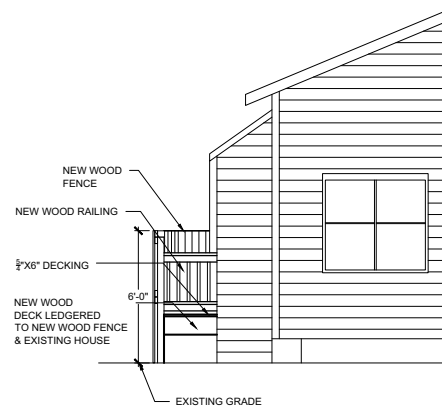 NEW WOOD
FENCE
NEW WOOD RAILING
5/4"X6" DECKING
6'-0"
NEW WOOD
DECK LEDGERED
TO NEW WOOD FENCE
& EXISTING HOUSE
EXISTING GRADE